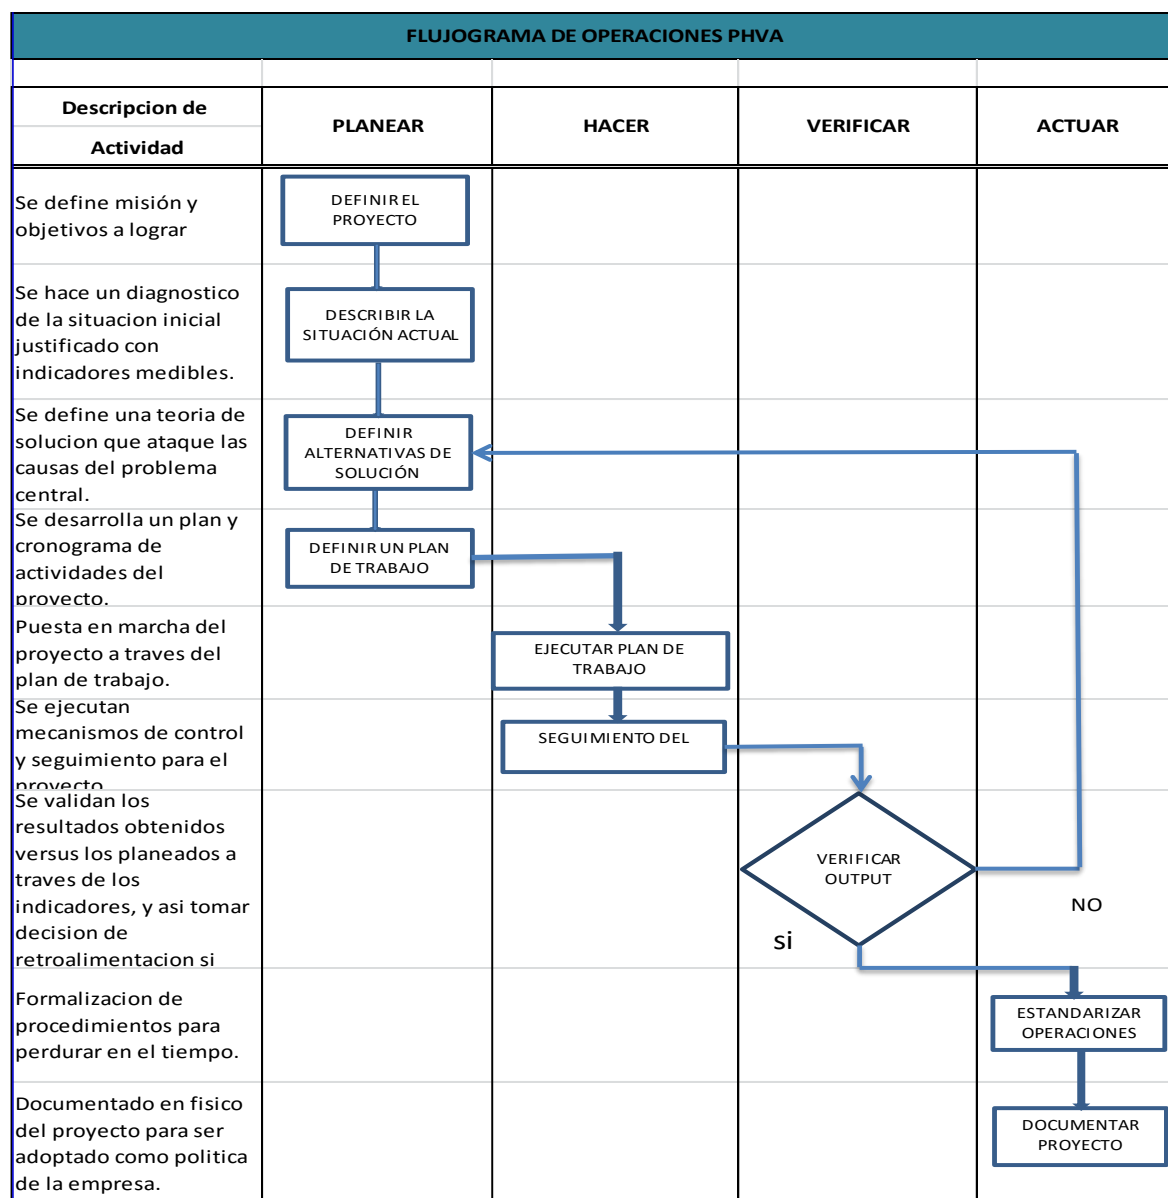 FLUJOGRAMA DE OPERACIONES PHVA
Descripcion de
Actividad
PLANEAR
HACER
VERIFICAR
ACTUAR
Se define misión y
objetivos a lograr
DEFINIR EL
PROYECTO
Se hace un diagnostico
de la situacion inicial
justificado con
indicadores medibles.
DESCRIBIR LA
SITUACIÓN ACTUAL
Se define una teoria de
solucion que ataque las
causas del problema
central.
DEFINIR
ALTERNATIVAS DE
SOLUCIÓN
Se desarrolla un plan y
cronograma de
actividades del
proyecto.
DEFINIR UN PLAN
DE TRABAJO
Puesta en marcha del
proyecto a traves del
plan de trabajo.
EJECUTAR PLAN DE
TRABAJO
Se ejecutan
mecanismos de control
y seguimiento para el
proyecto
SEGUIMIENTO DEL
Se validan los
resultados obtenidos
versus los planeados a
traves de los
indicadores, y asi tomar
decision de
retroalimentacion si
VERIFICAR
OUTPUT
NO
si
Formalizacion de
procedimientos para
perdurar en el tiempo.
ESTANDARIZAR
OPERACIONES
Documentado en fisico
del proyecto para ser
adoptado como politica
de la empresa.
DOCUMENTAR
PROYECTO